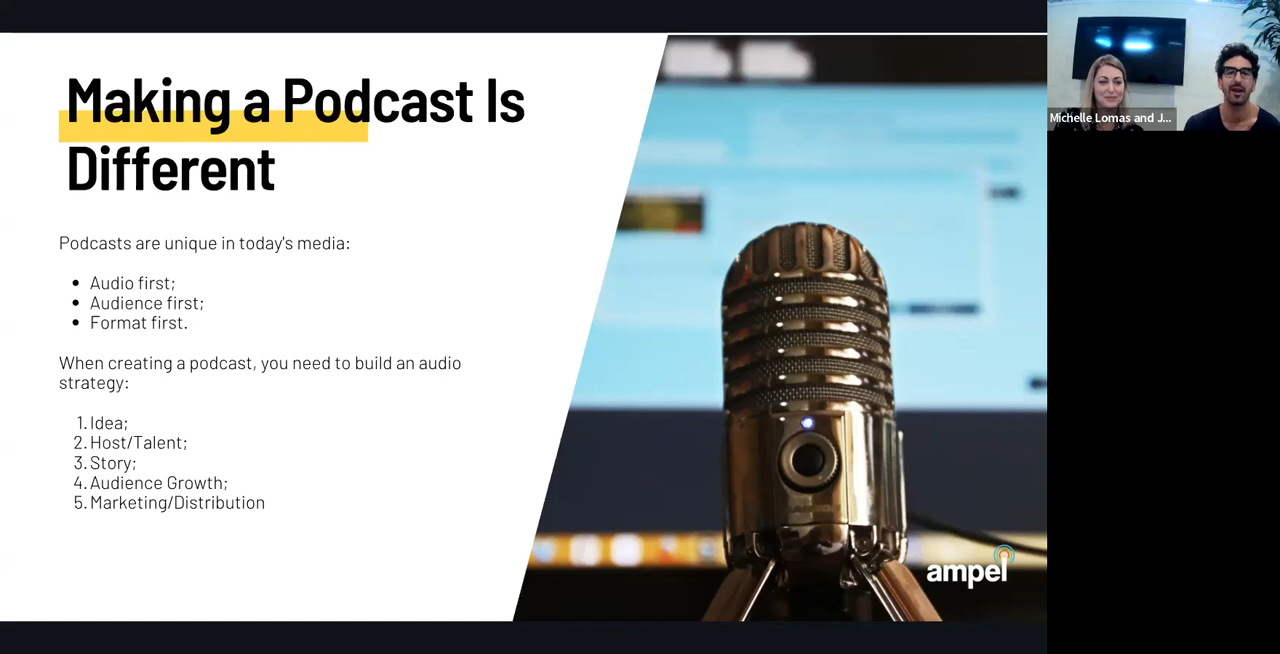 Making a Podcast Is
Different
Podcasts are unique in today's media:
• Audio first;
• Audience first;
• Format first.
When creating a podcast, you need to build an audio
strategy:
1. Idea;
2. Host/Talent;
3. Story;
4. Audience Growth;
5. Marketing/Distribution
ampel
Michelle Lomas and J...